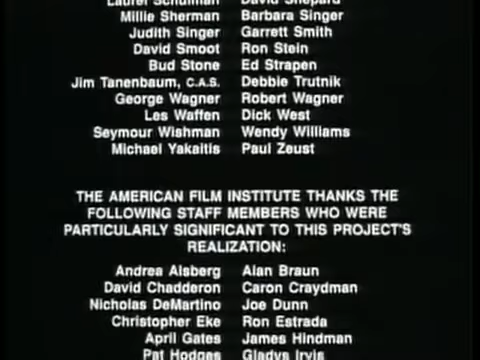 Laurel Schulman David Shepard
Millie Sherman Barbara Singer
Judith Singer Garrett Smith
David Smoot Ron Stein
Bud Stone Ed Strapen
Jim Tanenbaum, C.A.S. Debbie Trutnik
George Wagner Robert Wagner
Les Waffen Dick West
Seymour Wishman Wendy Williams
Michael Yakaitis Paul Zeust
THE AMERICAN FILM INSTITUTE THANKS THE
FOLLOWING STAFF MEMBERS WHO WERE
PARTICULARLY SIGNIFICANT TO THIS PROJECT'S
REALIZATION:
Andrea Alsberg Alan Braun
David Chadderon Caron Craydman
Nicholas DeMartino Joe Dunn
Christopher Eke Ron Estrada
April Gates James Hindman
Pat Hodges Gladys Irvis